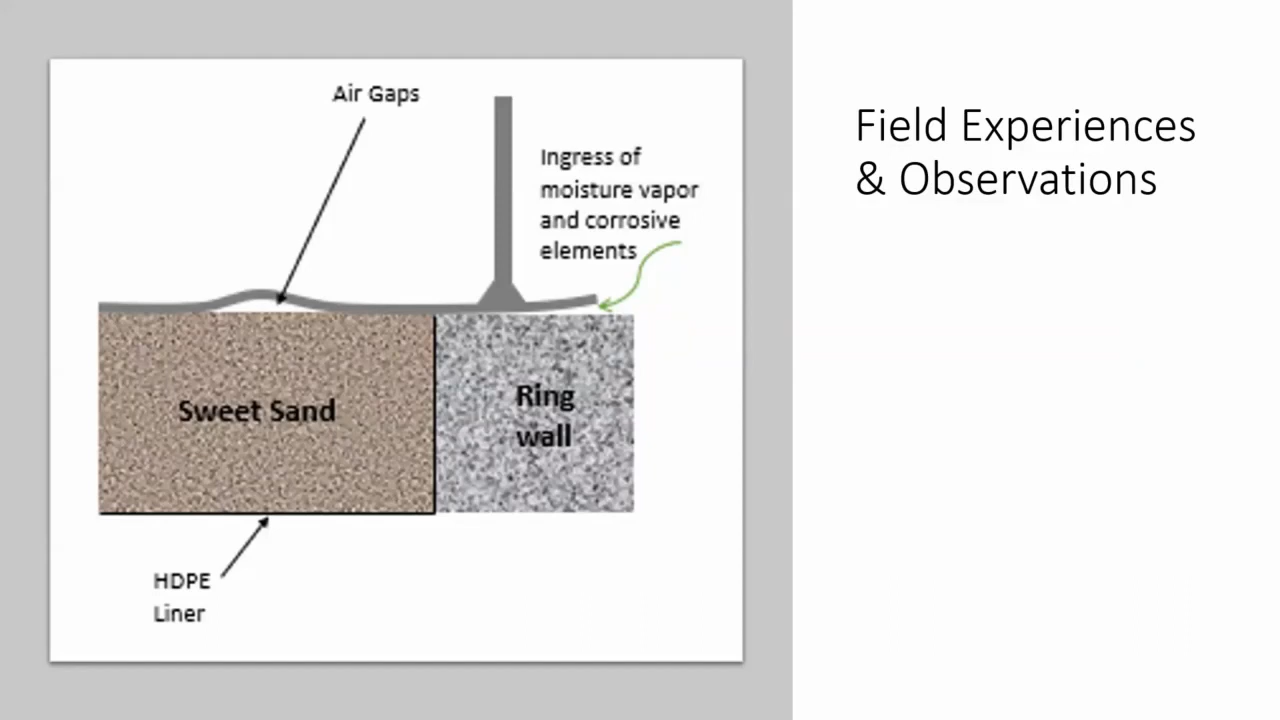 Air Gaps
Ingress of
moisture vapor
and corrosive
elements
Sweet Sand
Ring
wall
HDPE
Liner
Field Experiences
& Observations